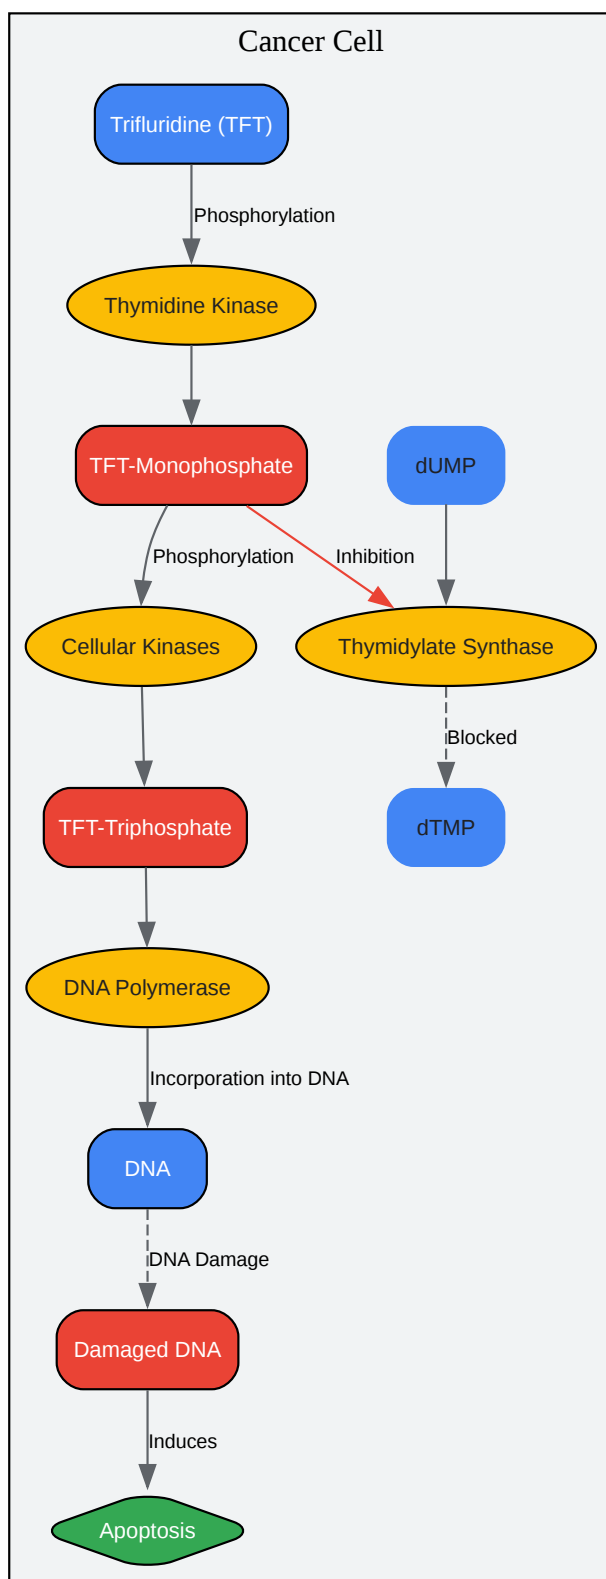 Cancer Cell
Trifluridine (TFT)
Phosphorylation
Thymidine Kinase
TFT-Monophosphate
dUMP
Phosphorylation
Inhibition
Cellular Kinases
Thymidylate Synthase
Blocked
TFT-Triphosphate
dTMP
DNA Polymerase
Incorporation into DNA
DNA
DNA Damage
Damaged DNA
Induces
Apoptosis